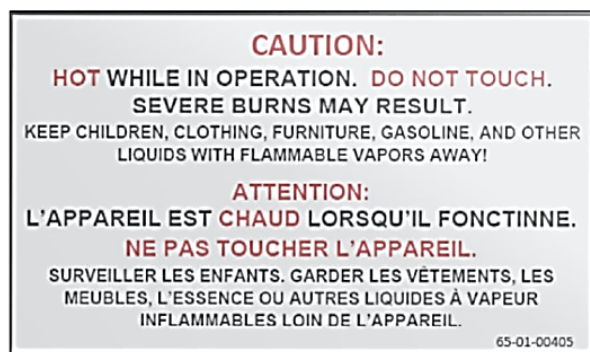 CAUTION:
HOT WHILE IN OPERATION. DO NOT TOUCH.
SEVERE BURNS MAY RESULT.
KEEP CHILDREN, CLOTHING, FURNITURE, GASOLINE, AND OTHER
LIQUIDS WITH FLAMMABLE VAPORS AWAY!
ATTENTION:
L'APPAREIL EST CHAUD LORSQU'IL FONCTINNE.
NE PAS TOUCHER L'APPAREIL.
SURVEILLER LES ENFANTS. GARDER LES VÊTEMENTS, LES
MEUBLES, L'ESSENCE OU AUTRES LIQUIDES À VAPEUR
INFLAMMABLES LOIN DE L'APPAREIL.
65-01-00405